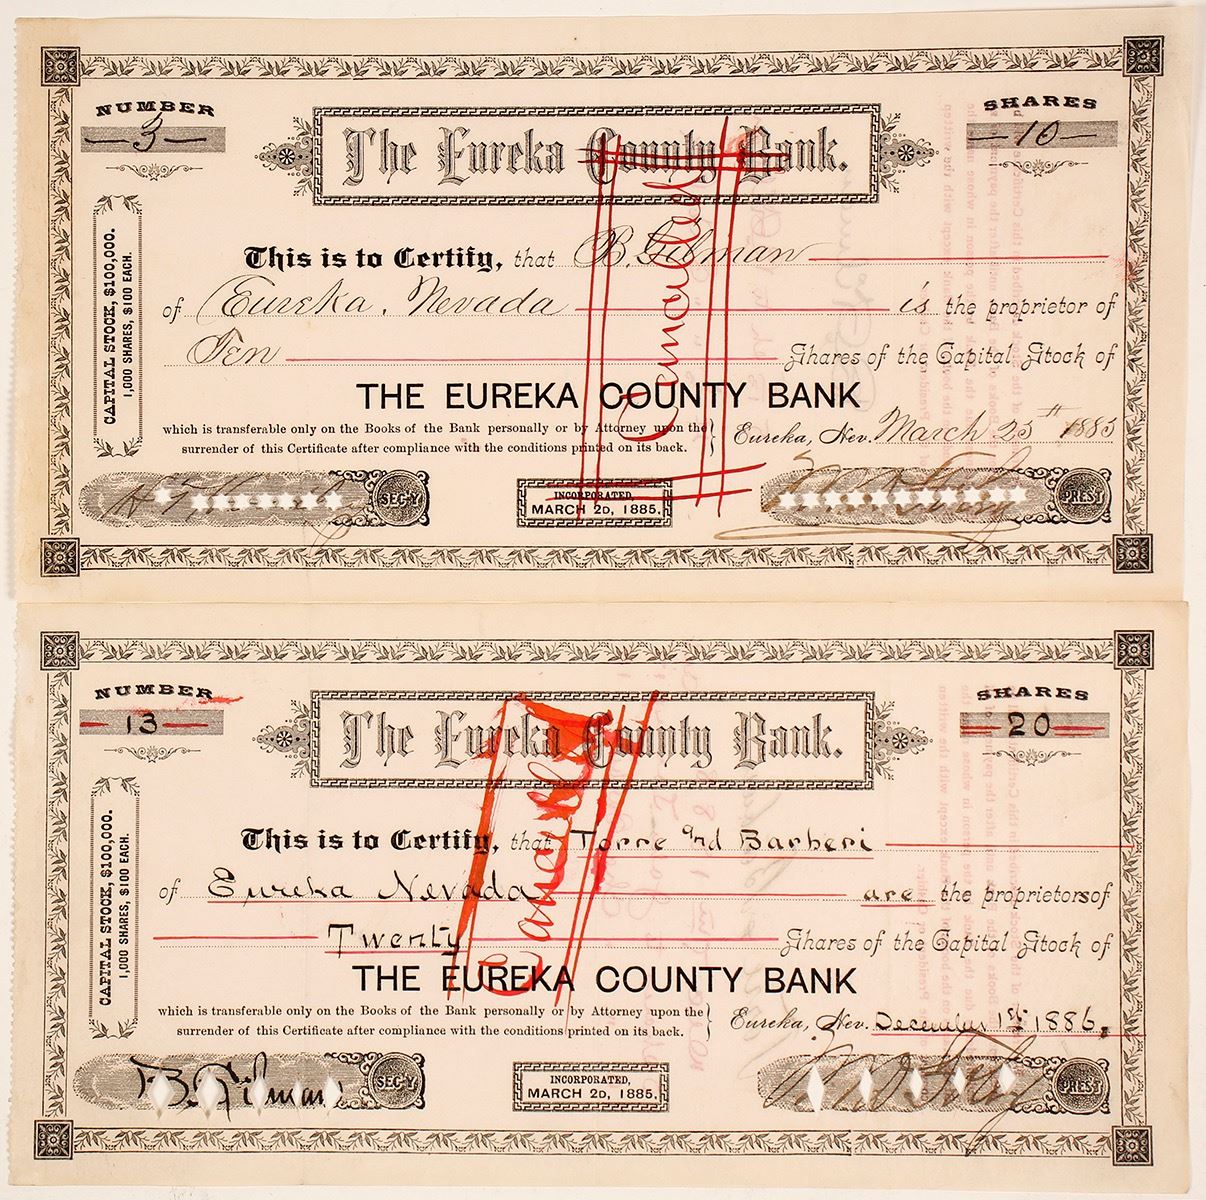 NUMBER
3
SHARES
10
The Eureka County Bank.
CAPITAL STOCK, $100,000.
1,000 SHARES, $100 EACH.
This is to Certify, that B. Gilman
of Eureka, Nevada is the proprietor of
Ten Shares of the Capital Stock of
THE EUREKA COUNTY BANK
which is transferable only on the Books of the Bank personally or by Attorney upon the
surrender of this Certificate after compliance with the conditions printed on its back.
Eureka, Nev. March 25th 1885
Cancelled
SEC-Y
INCORPORATED,
MARCH 2D, 1885.
PREST
NUMBER
13
SHARES
20
The Eureka County Bank.
CAPITAL STOCK, $100,000.
1,000 SHARES, $100 EACH.
This is to Certify, that Torre and Barberi
of Eureka Nevada are the proprietors of
Twenty Shares of the Capital Stock of
THE EUREKA COUNTY BANK
which is transferable only on the Books of the Bank personally or by Attorney upon the
surrender of this Certificate after compliance with the conditions printed on its back.
Eureka, Nev. December 1st 1886.
Cancelled
B. Gilman SEC-Y
INCORPORATED,
MARCH 2D, 1885.
PREST